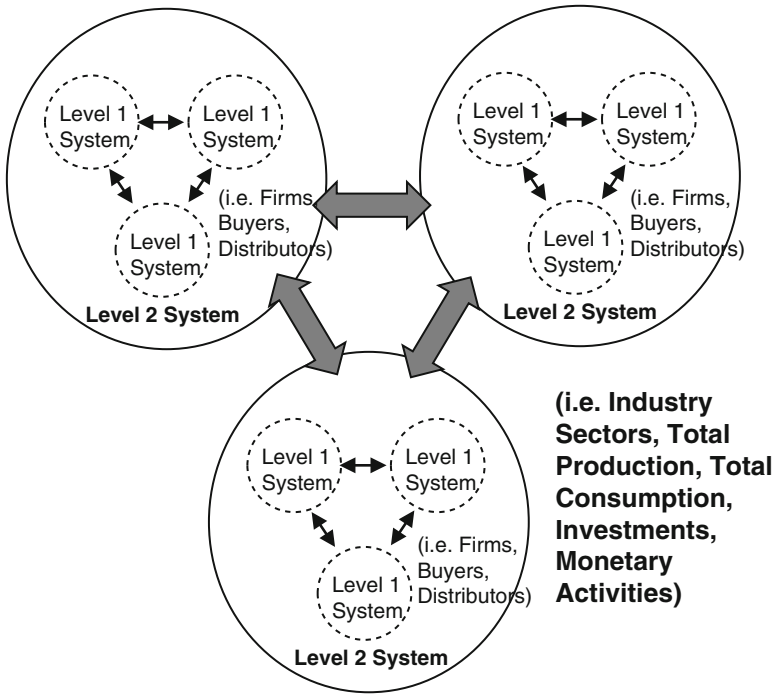 Level 1
System
Level 1
System
Level 1
System
(i.e. Firms,
Buyers,
Distributors)
Level 2 System
Level 1
System
Level 1
System
Level 1
System
(i.e. Firms,
Buyers,
Distributors)
Level 2 System
Level 1
System
Level 1
System
Level 1
System
(i.e. Firms,
Buyers,
Distributors)
Level 2 System
(i.e. Industry
Sectors, Total
Production, Total
Consumption,
Investments,
Monetary
Activities)